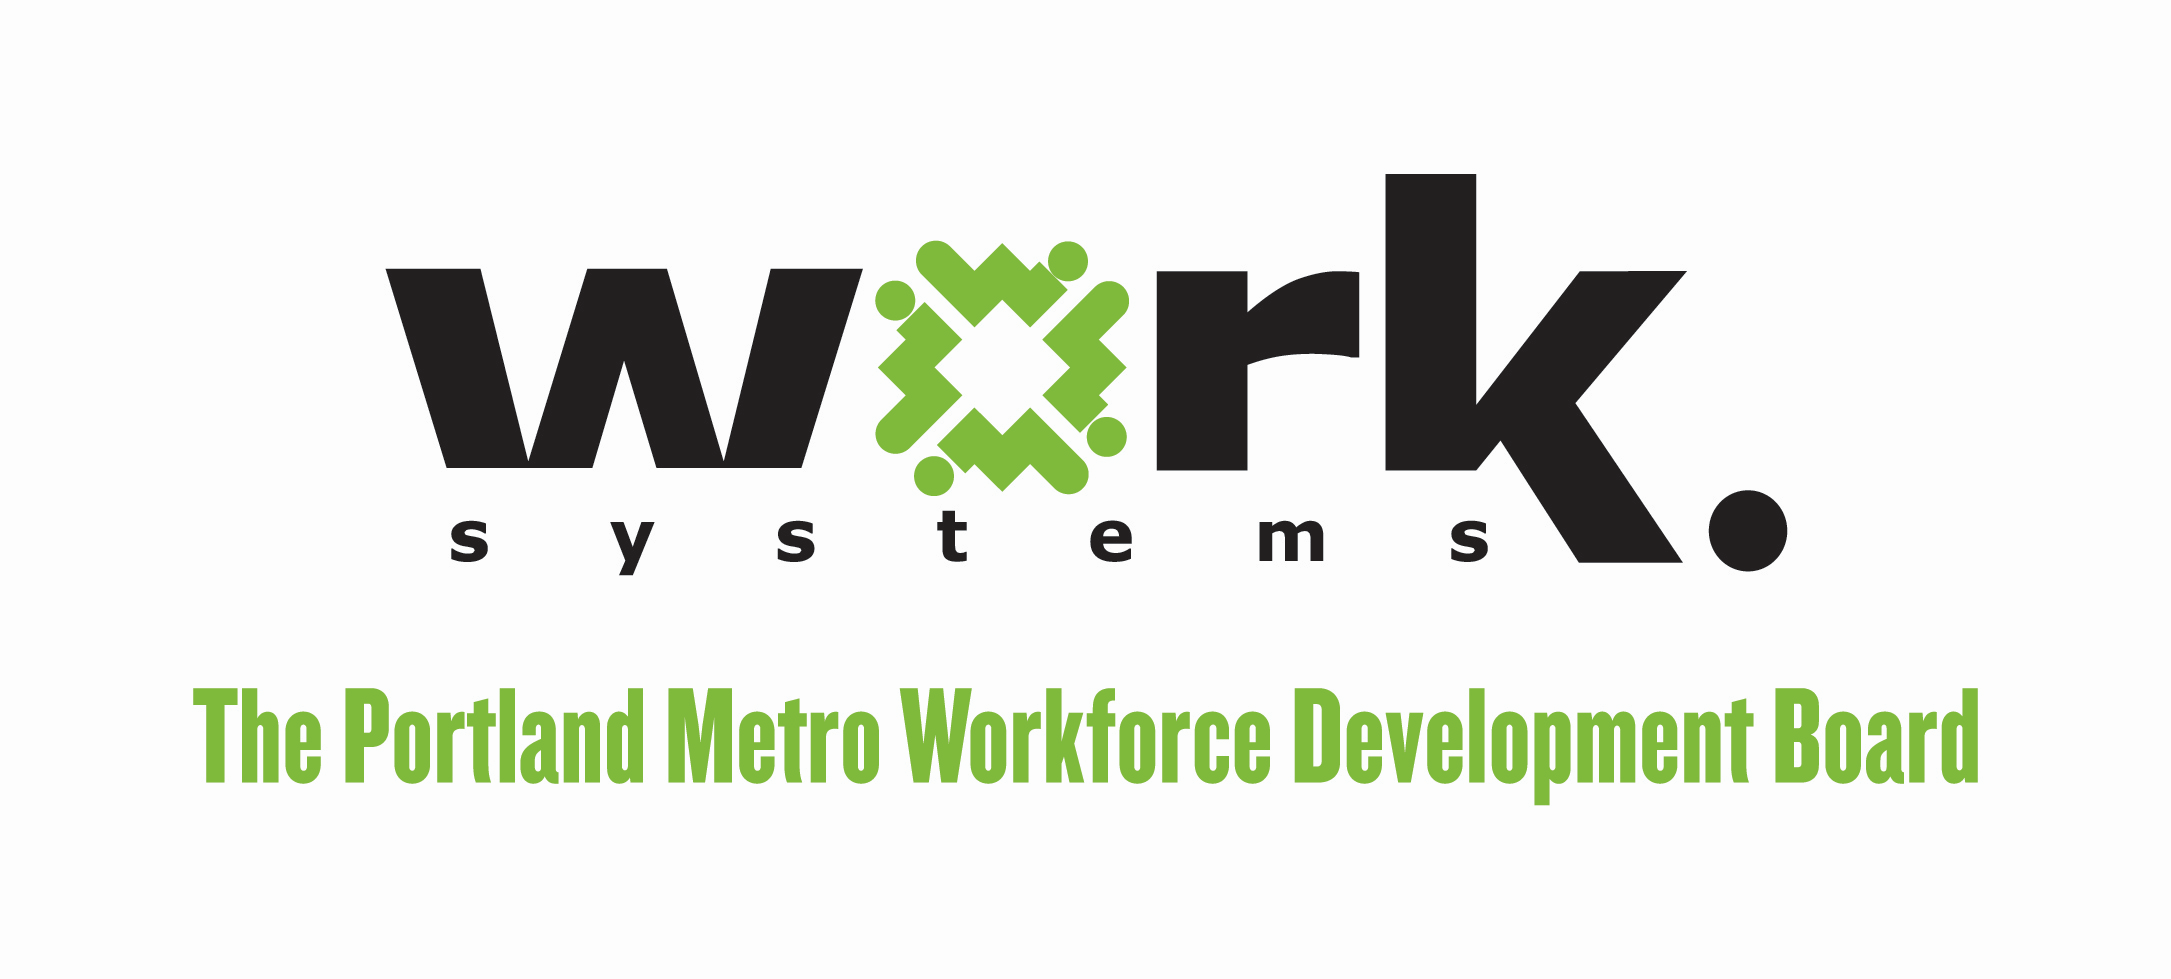 work.
systems
The Portland Metro Workforce Development Board